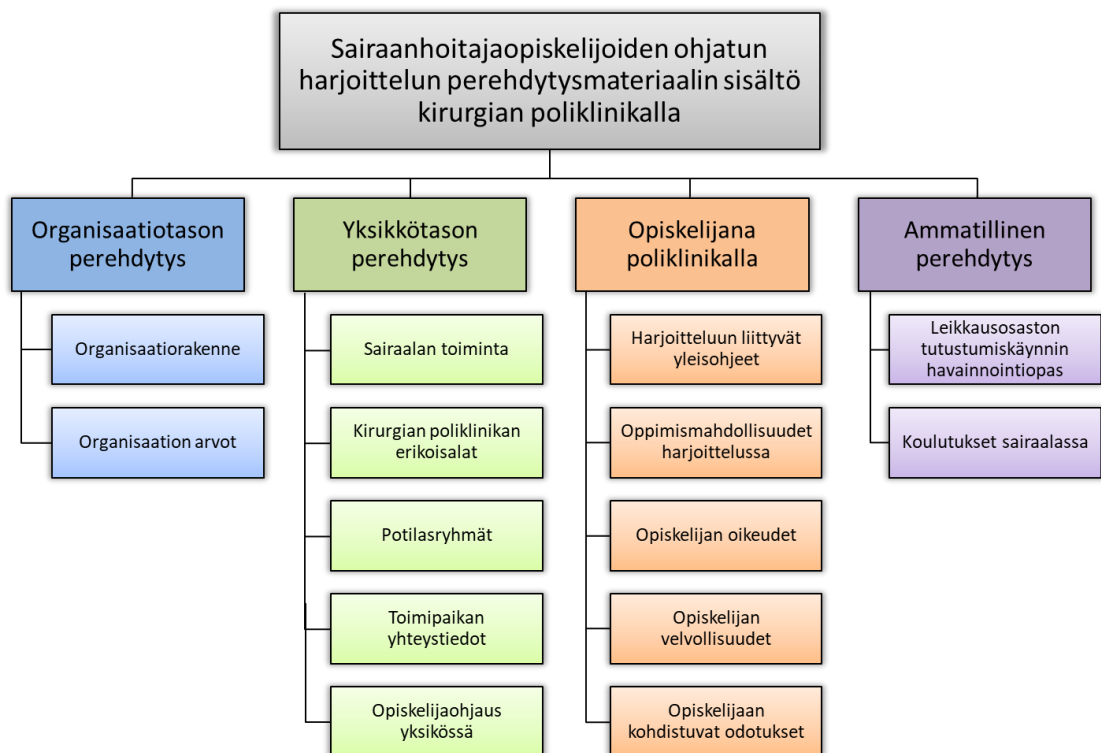 Sairaanhoitajaopiskelijoiden ohjatun
harjoittelun perehdytysmateriaalin sisältö
kirurgian poliklinikalla
Organisaatiotason
perehdytys
Organisaatiorakenne
Organisaation arvot
Yksikkötason
perehdytys
Sairaalan toiminta
Kirurgian poliklinikan
erikoisalat
Potilasryhmät
Toimipaikan
yhteystiedot
Opiskelijaohjaus
yksikössä
Opiskelijana
poliklinikalla
Harjoitteluun liittyvät
yleisohjeet
Oppimismahdollisuudet
harjoittelussa
Opiskelijan oikeudet
Opiskelijan
velvollisuudet
Opiskelijaan
kohdistuvat odotukset
Ammatillinen
perehdytys
Leikkausosaston
tutustumiskäynnin
havainnointiopas
Koulutukset sairaalassa